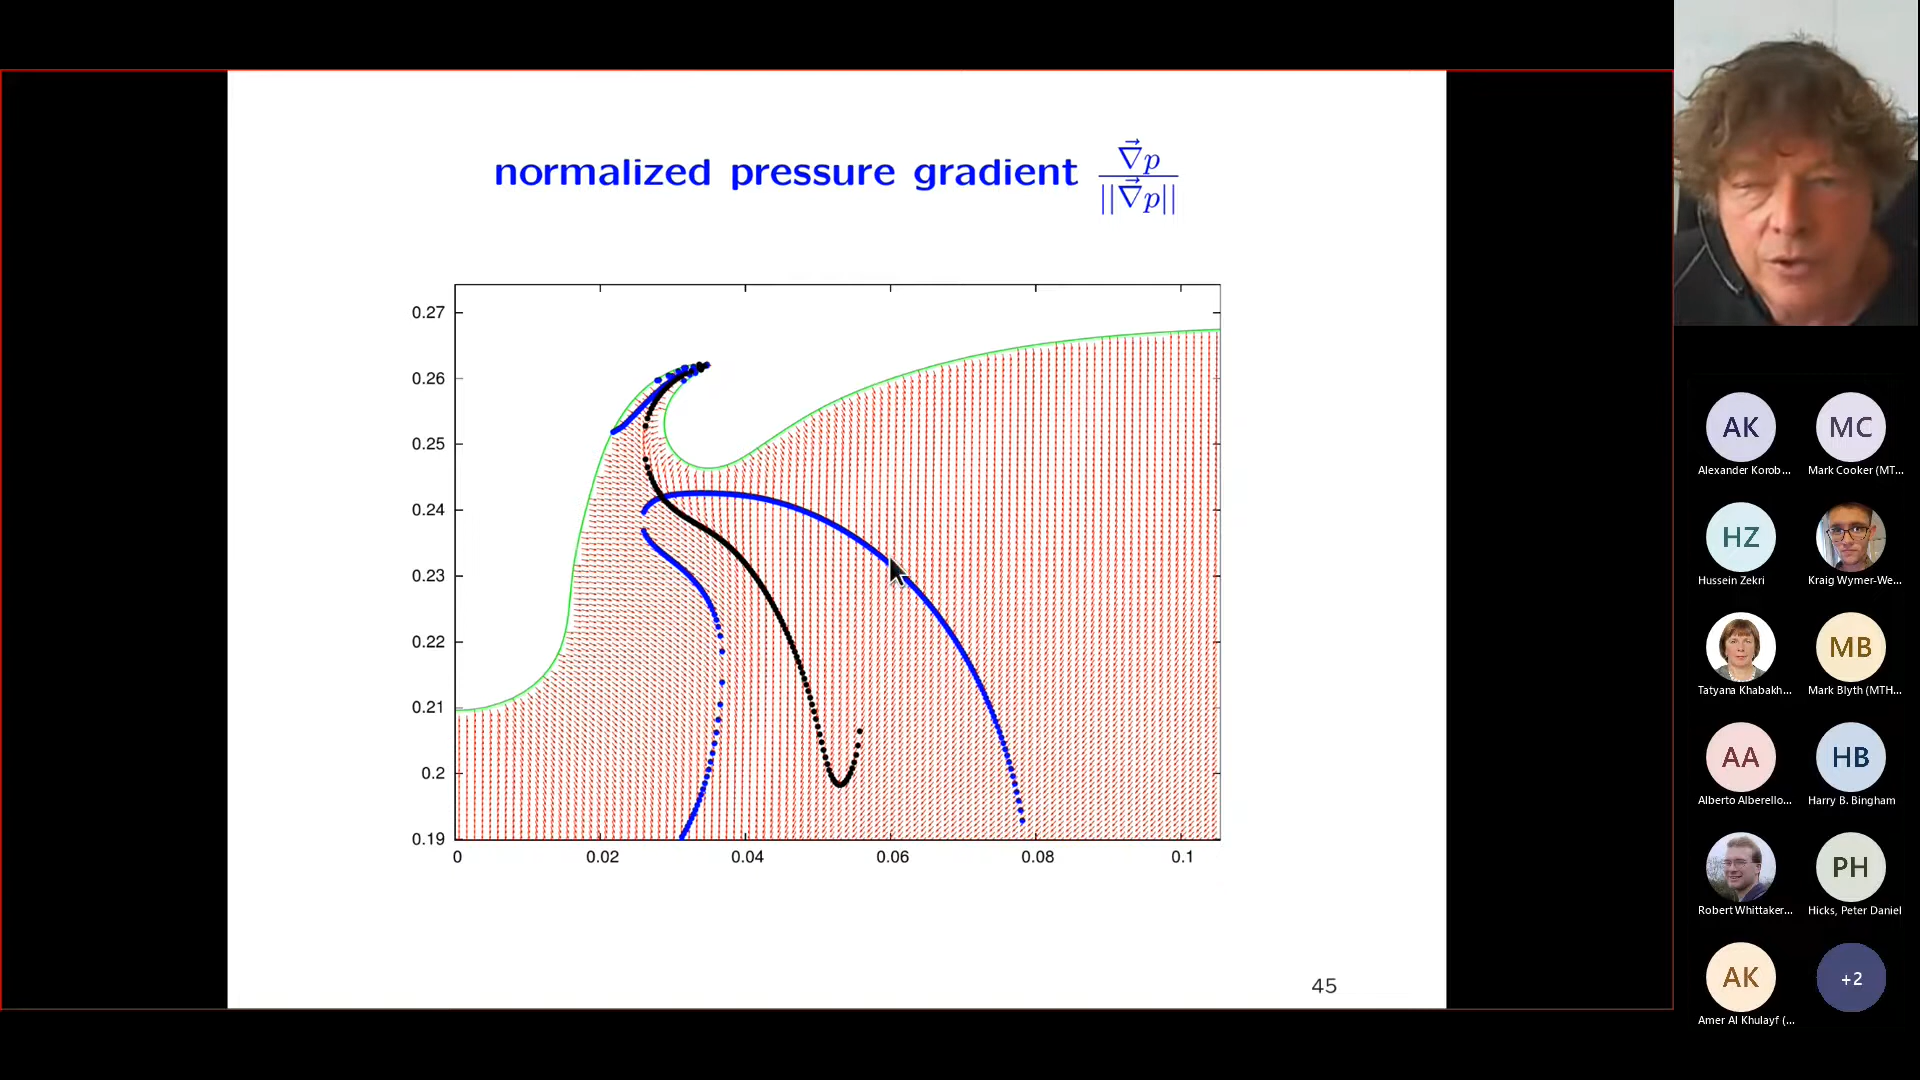 normalized pressure gradient ∇⃗p / ||∇⃗p||
0.27
0.26
0.25
0.24
0.23
0.22
0.21
0.2
0.19
0 0.02 0.04 0.06 0.08 0.1
45
AK MC
Alexander Korob... Mark Cooker (MT...
HZ
Hussein Zekri Kraig Wymer-We...
MB
Tatyana Khabakh... Mark Blyth (MTH...
AA HB
Alberto Alberello... Harry B. Bingham
PH
Robert Whittaker... Hicks, Peter Daniel
AK +2
Amer Al Khulayf (...